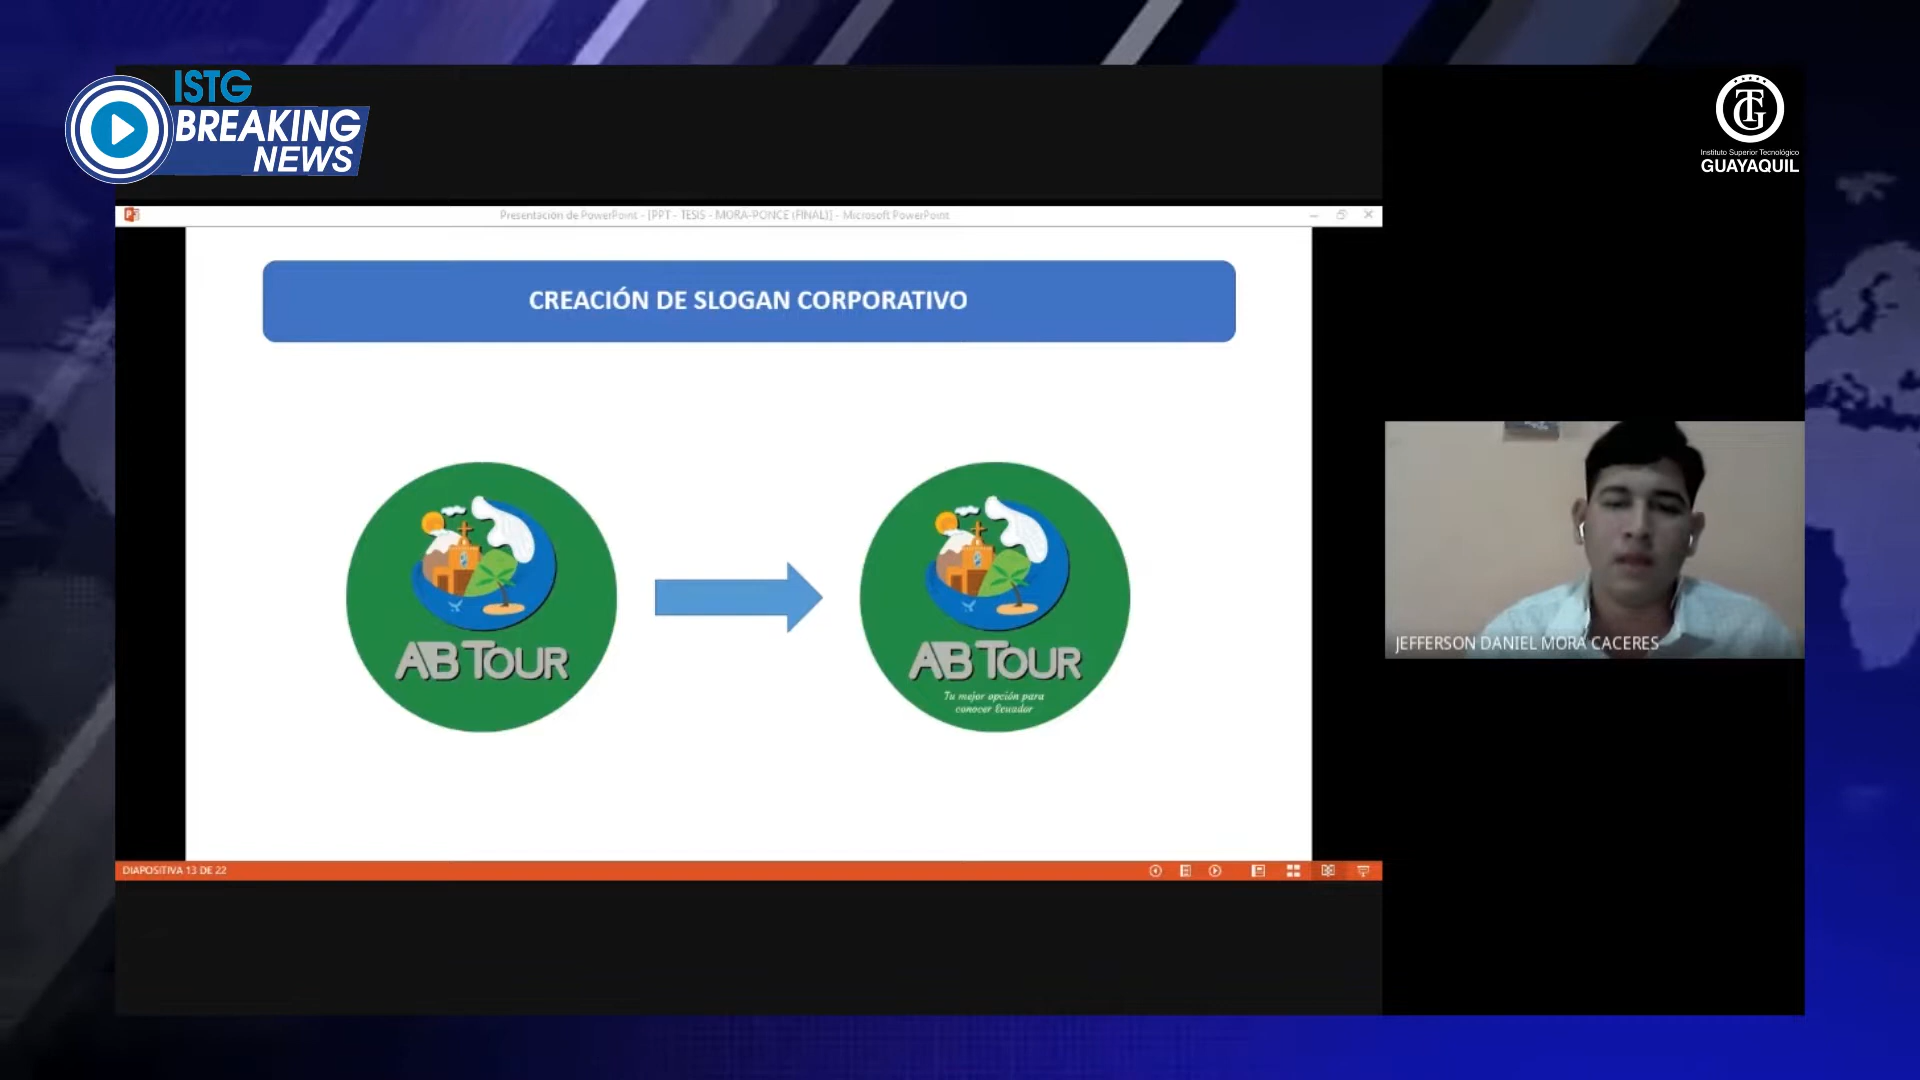 ISTG
BREAKING
NEWS
TG
Instituto Superior Tecnológico
GUAYAQUIL
Presentación de PowerPoint - [PPT - TESIS - MORA-PONCE (FINAL)] - Microsoft PowerPoint
CREACIÓN DE SLOGAN CORPORATIVO
AB TOUR
AB TOUR
Tu mejor opción para
conocer Ecuador
JEFFERSON DANIEL MORA CACERES
DIAPOSITIVA 13 DE 22